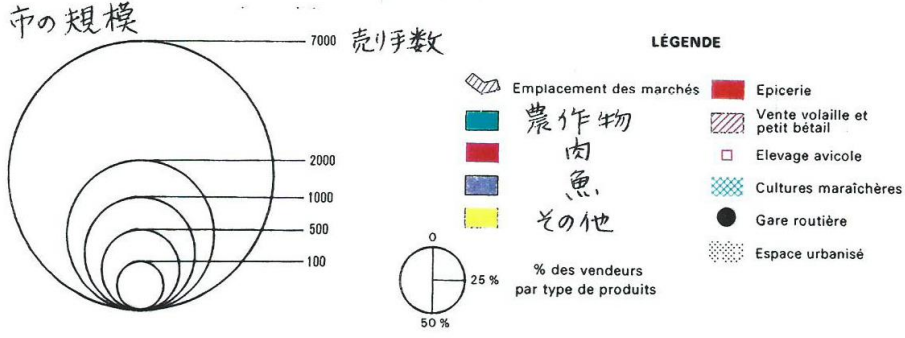 市の規模
7000 売り手数
2000
1000
500
100
LÉGENDE
Emplacement des marchés
農作物
肉
魚
その他
0
25 %
50 %
% des vendeurs
par type de produits
Epicerie
Vente volaille et
petit bétail
Elevage avicole
Cultures maraîchères
Gare routière
Espace urbanisé